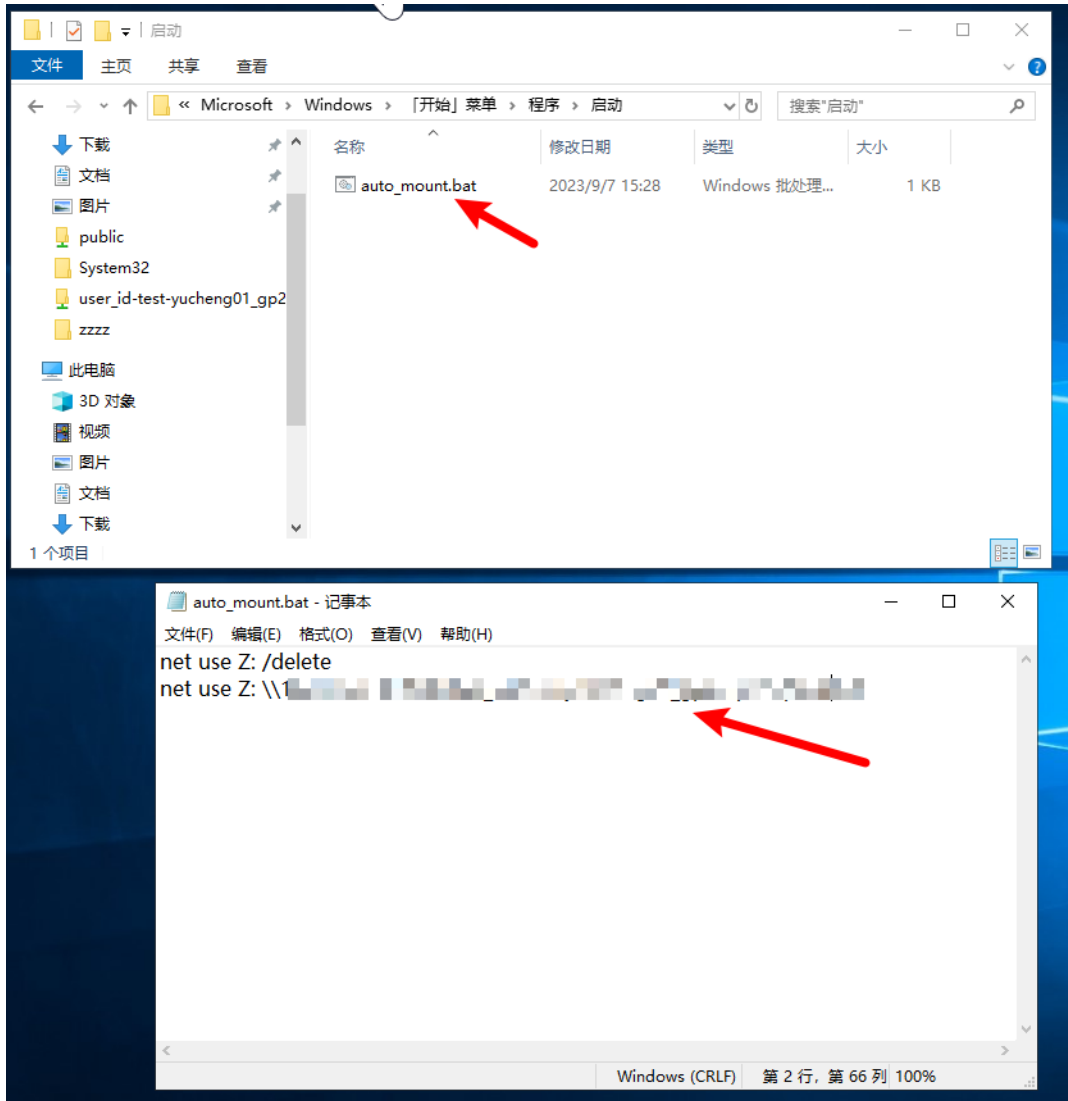 启动
文件 主页 共享 查看
« Microsoft › Windows › 「开始」菜单 › 程序 › 启动
搜索"启动"
名称 修改日期 类型 大小
auto_mount.bat 2023/9/7 15:28 Windows 批处理... 1 KB
下载
文档
图片
public
System32
user_id-test-yucheng01_gp2
zzzz
此电脑
3D 对象
视频
图片
文档
下载
1 个项目
auto_mount.bat - 记事本
文件(F) 编辑(E) 格式(O) 查看(V) 帮助(H)
net use Z: /delete
net use Z: \\1
Windows (CRLF) 第 2 行，第 66 列 100%